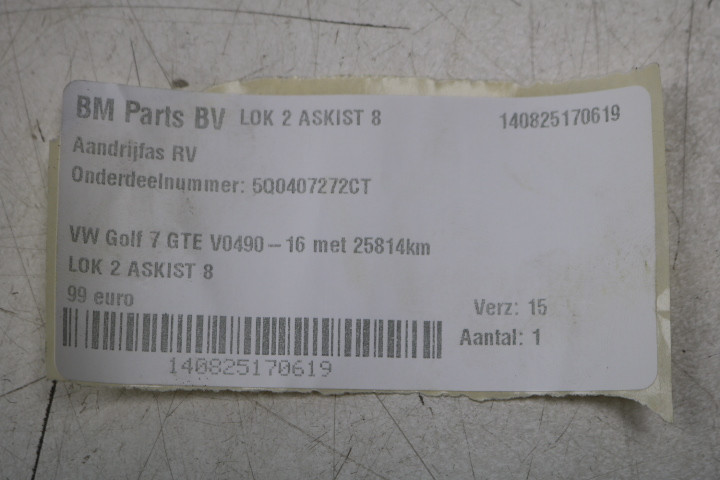 BM Parts BV LOK 2 ASKIST 8 140825170619
Aandrijfas RV
Onderdeelnummer: 5Q0407272CT
VW Golf 7 GTE V0490-16 met 25814km
LOK 2 ASKIST 8
99 euro
Verz: 15
Aantal: 1
140825170619